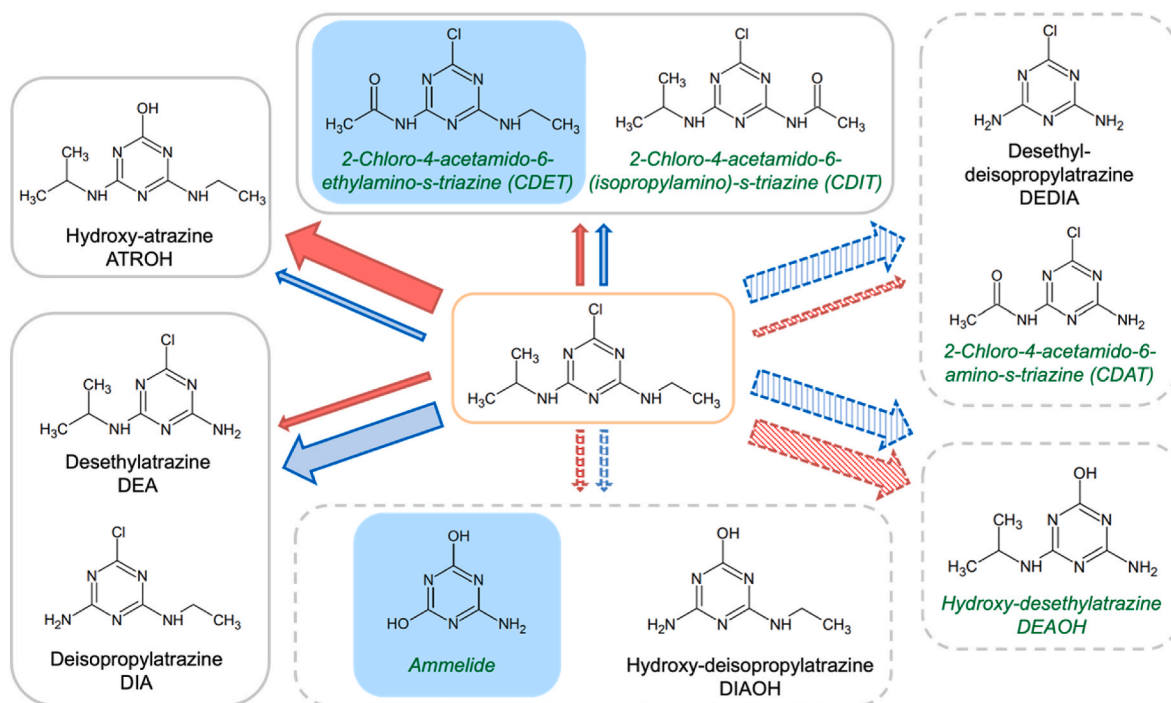 OH
CH3
N
N
H3C
NH
N
NH
CH3
Hydroxy-atrazine
ATROH
Cl
O
N
N
H3C
NH
N
NH
CH3
2-Chloro-4-acetamido-6-
ethylamino-s-triazine (CDET)
Cl
CH3
N
N
O
H3C
NH
N
NH
CH3
2-Chloro-4-acetamido-6-
(isopropylamino)-s-triazine (CDIT)
Cl
N
N
H2N
N
NH2
Desethyl-
deisopropylatrazine
DEDIA
Cl
O
N
N
H3C
NH
N
NH2
2-Chloro-4-acetamido-6-
amino-s-triazine (CDAT)
Cl
CH3
N
N
H3C
NH
N
NH
CH3
Cl
CH3
N
N
H3C
NH
N
NH2
Desethylatrazine
DEA
Cl
N
N
H2N
N
NH
CH3
Deisopropylatrazine
DIA
OH
N
N
HO
N
NH2
Ammelide
OH
N
N
H2N
N
NH
CH3
Hydroxy-deisopropylatrazine
DIAOH
OH
CH3
N
N
H3C
NH
N
NH2
Hydroxy-desethylatrazine
DEAOH